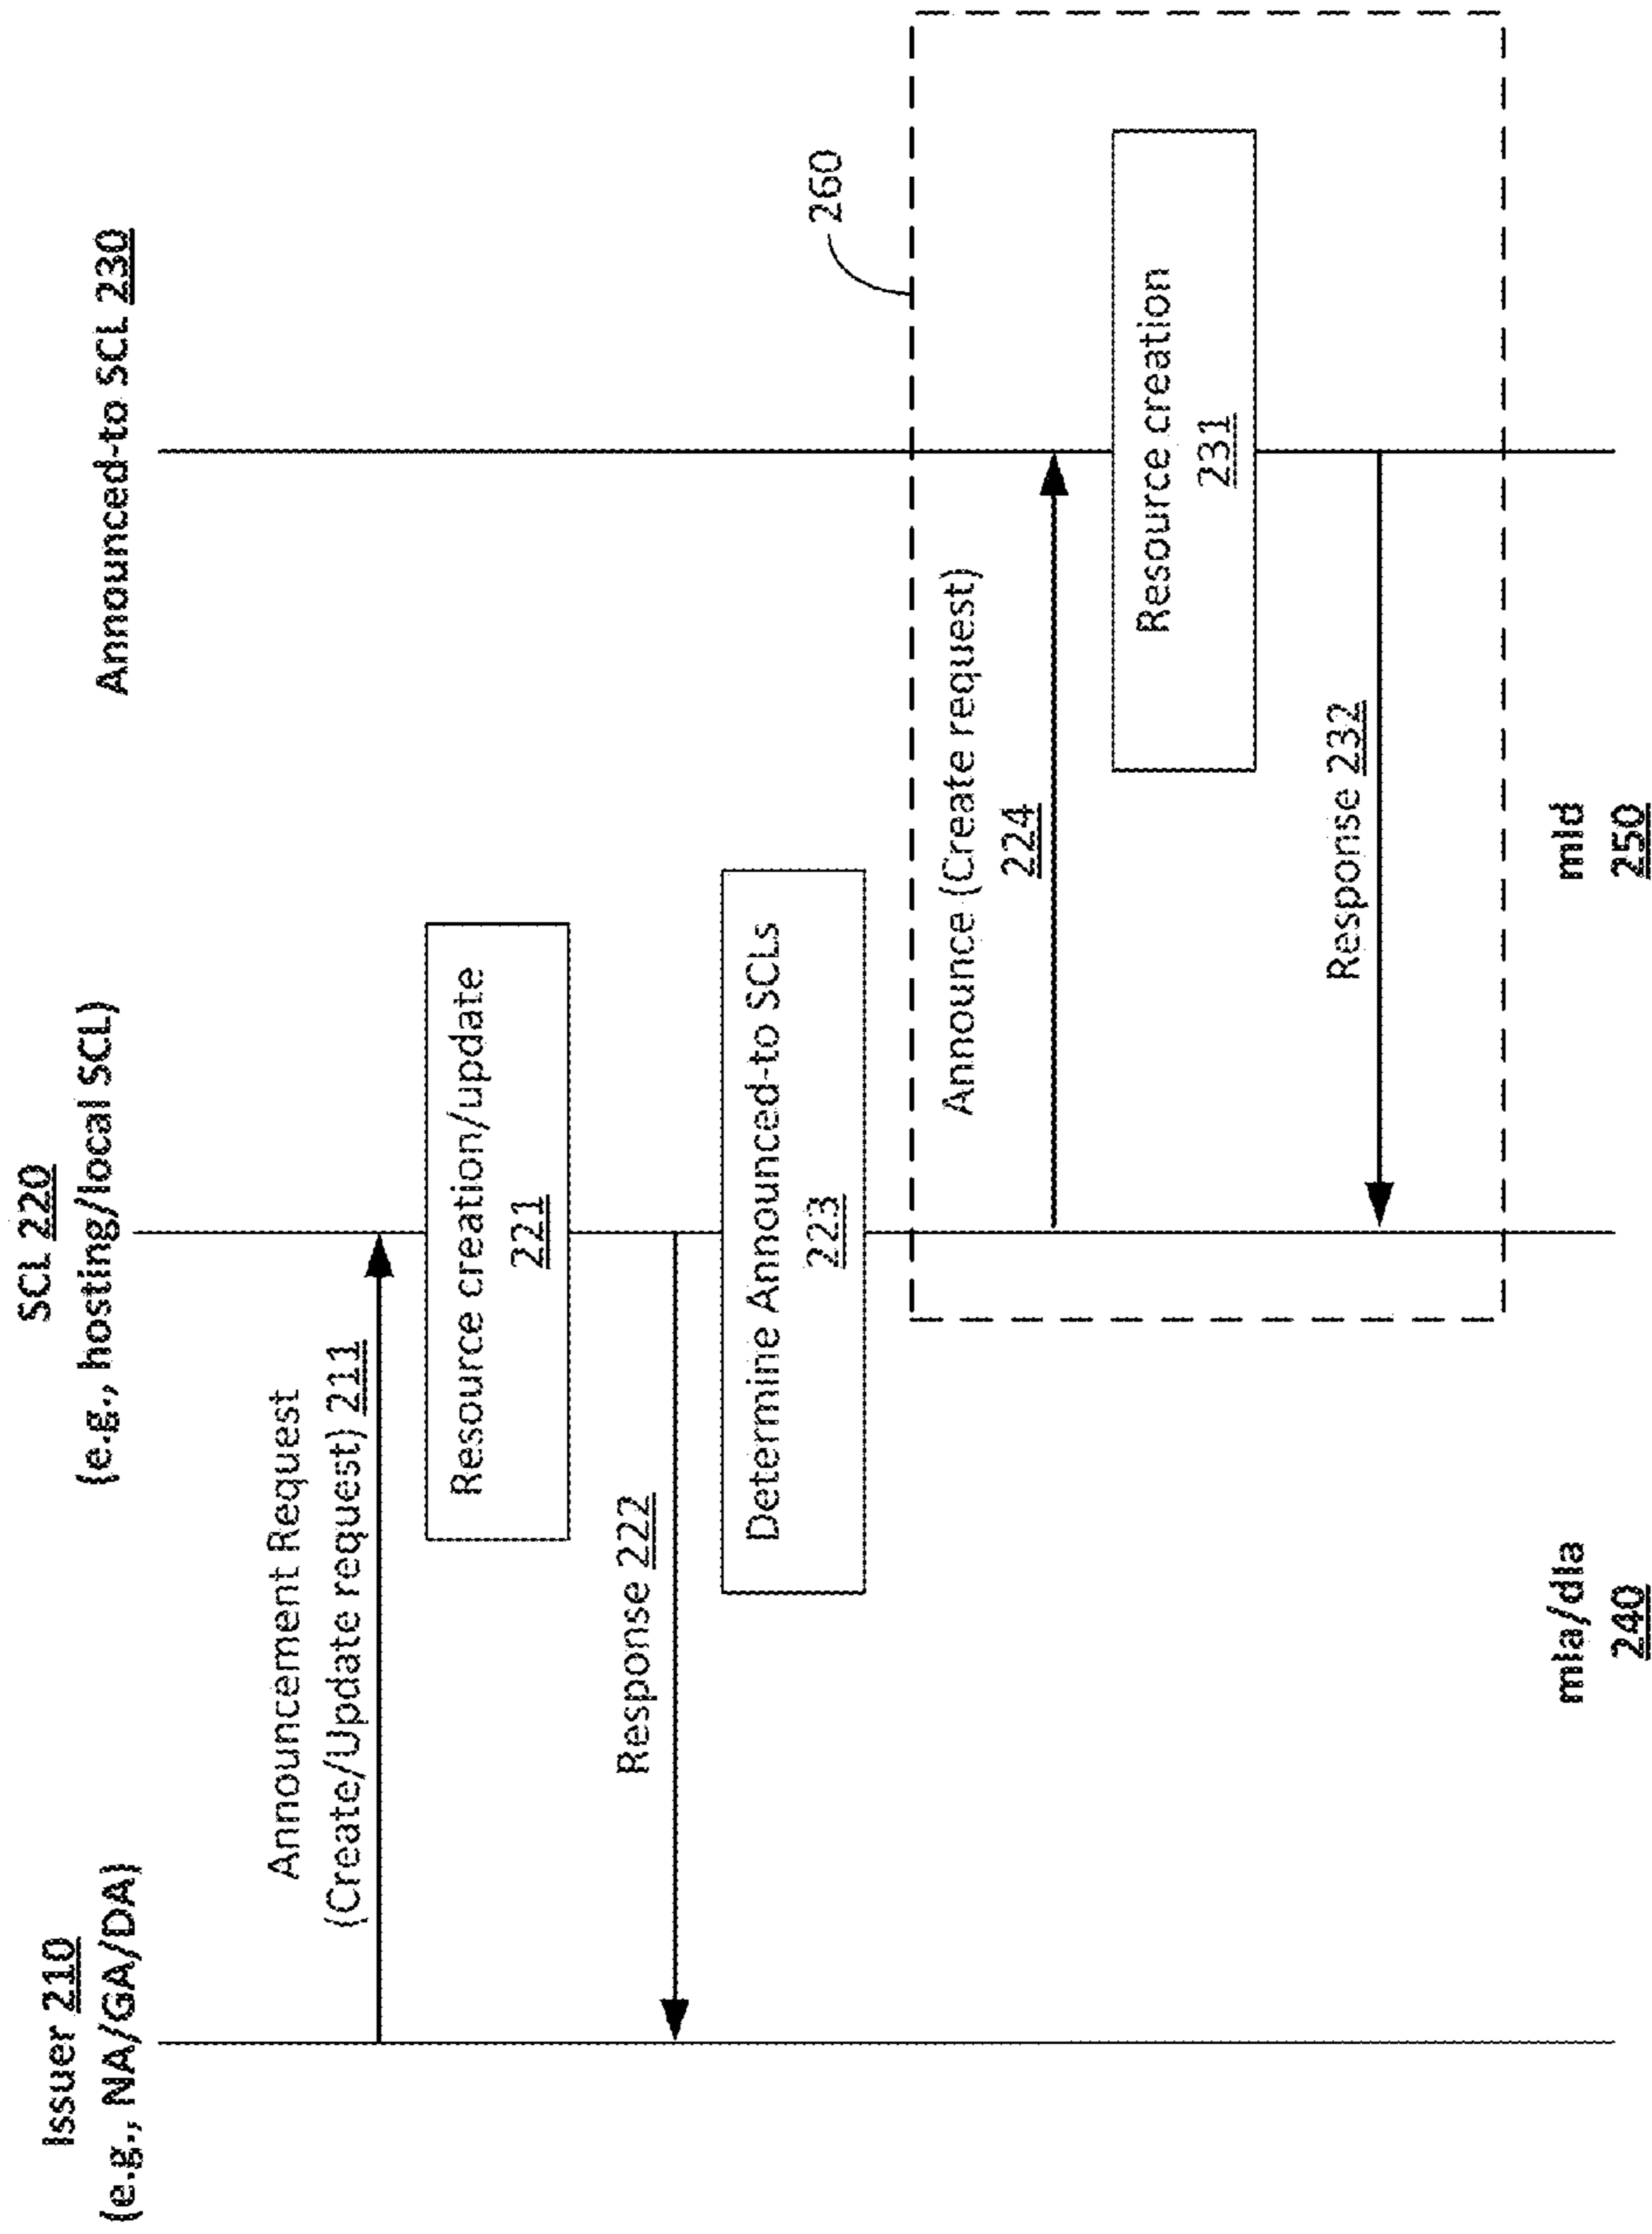 Issuer 210
(e.g., NA/GA/DA)
SCL 220
(e.g., hosting/local SCL)
Announced-to SCL 230
Announcement Request
(Create/Update request) 211
Resource creation/update
221
Response 222
Determine Announced-to SCLs
223
260
Announce (Create request)
224
Resource creation
231
Response 232
mIa/dIa
240
mId
250